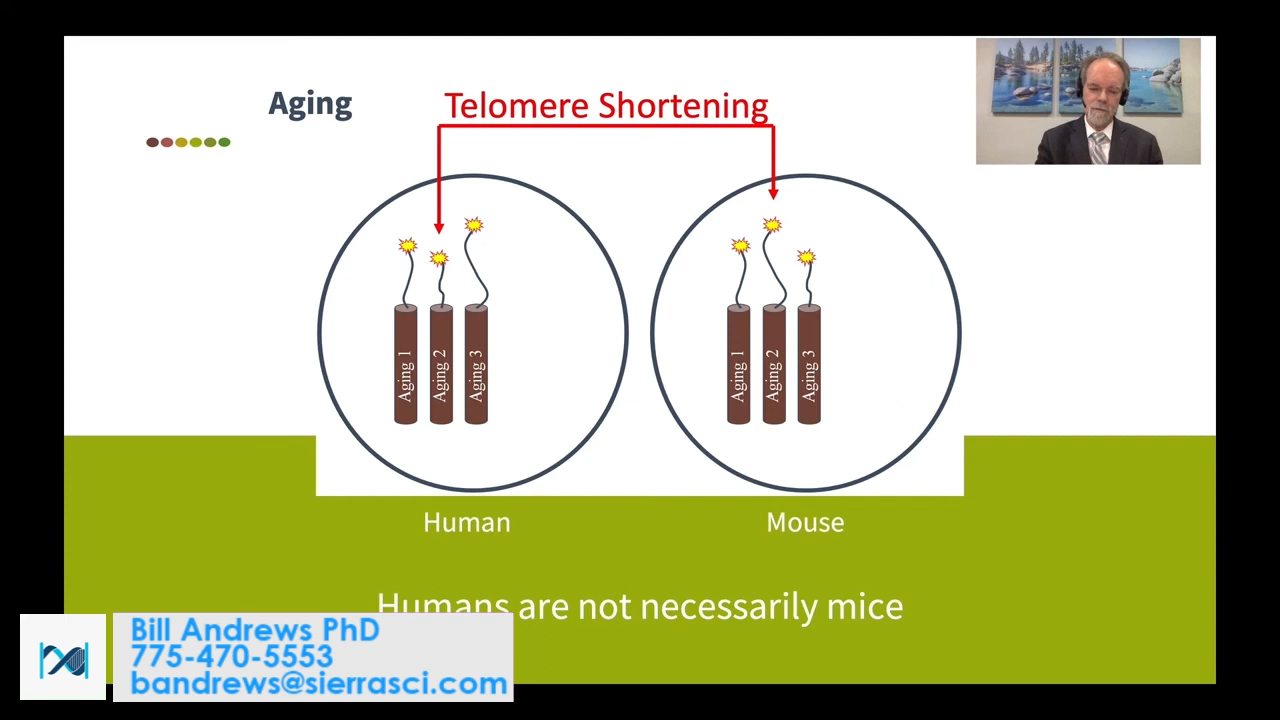 Aging
Telomere Shortening
Aging 1
Aging 2
Aging 3
Aging 1
Aging 2
Aging 3
Human
Mouse
Humans are not necessarily mice
Bill Andrews PhD
775-470-5553
bandrews@sierrasci.com